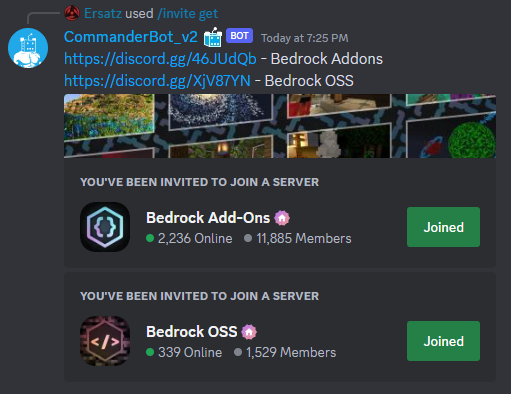 Ersatz used /invite get
CommanderBot_v2 BOT Today at 7:25 PM
https://discord.gg/46JUdQb - Bedrock Addons
https://discord.gg/XjV87YN - Bedrock OSS
YOU'VE BEEN INVITED TO JOIN A SERVER
{}
Bedrock Add-Ons
2,236 Online 11,885 Members
Joined
YOU'VE BEEN INVITED TO JOIN A SERVER
</>
Bedrock OSS
339 Online 1,529 Members
Joined